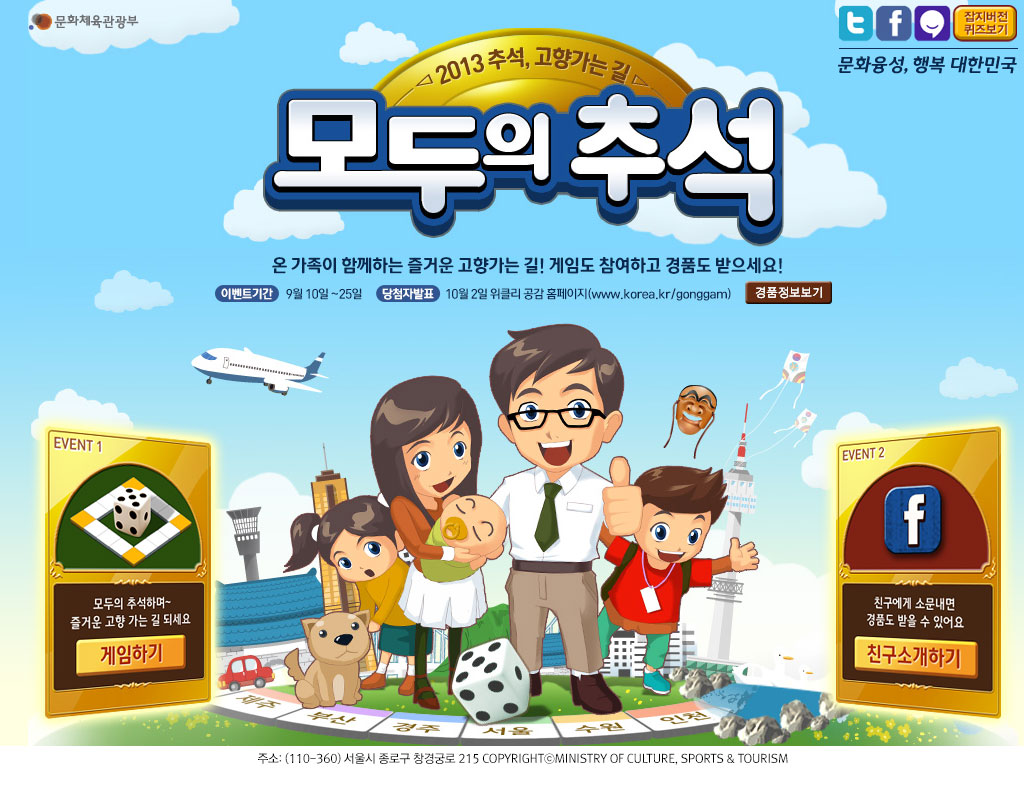 문화체육관광부
잡지버전
퀴즈보기
문화융성, 행복 대한민국
2013 추석, 고향가는 길
모두의 추석
온 가족이 함께하는 즐거운 고향가는 길! 게임도 참여하고 경품도 받으세요!
이벤트기간 9월 10일 ~25일 당첨자발표 10월 2일 위클리 공감 홈페이지(www.korea.kr/gonggam) 경품정보보기
EVENT 1
모두의 추석하며~
즐거운 고향 가는 길 되세요
게임하기
EVENT 2
친구에게 소문내면
경품도 받을 수 있어요
친구소개하기
제주 부산 경주 서울 수원 인천
주소: (110-360) 서울시 종로구 창경궁로 215 COPYRIGHTⓒMINISTRY OF CULTURE, SPORTS & TOURISM